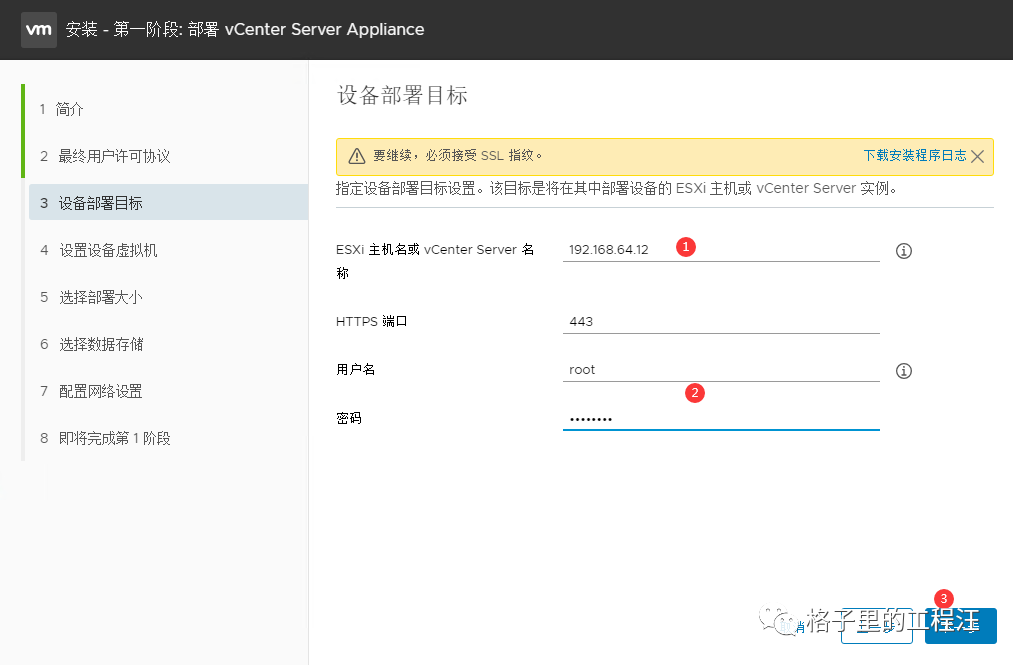 vm 安装 - 第一阶段: 部署 vCenter Server Appliance
1 简介
2 最终用户许可协议
3 设备部署目标
4 设置设备虚拟机
5 选择部署大小
6 选择数据存储
7 配置网络设置
8 即将完成第 1 阶段
设备部署目标
要继续，必须接受 SSL 指纹。 下载安装程序日志
指定设备部署目标设置。该目标是将在其中部署设备的 ESXi 主机或 vCenter Server 实例。
ESXi 主机名或 vCenter Server 名
称
192.168.64.12 1
HTTPS 端口 443
用户名 root
2
密码 ••••••••
3
格子里的工程汪